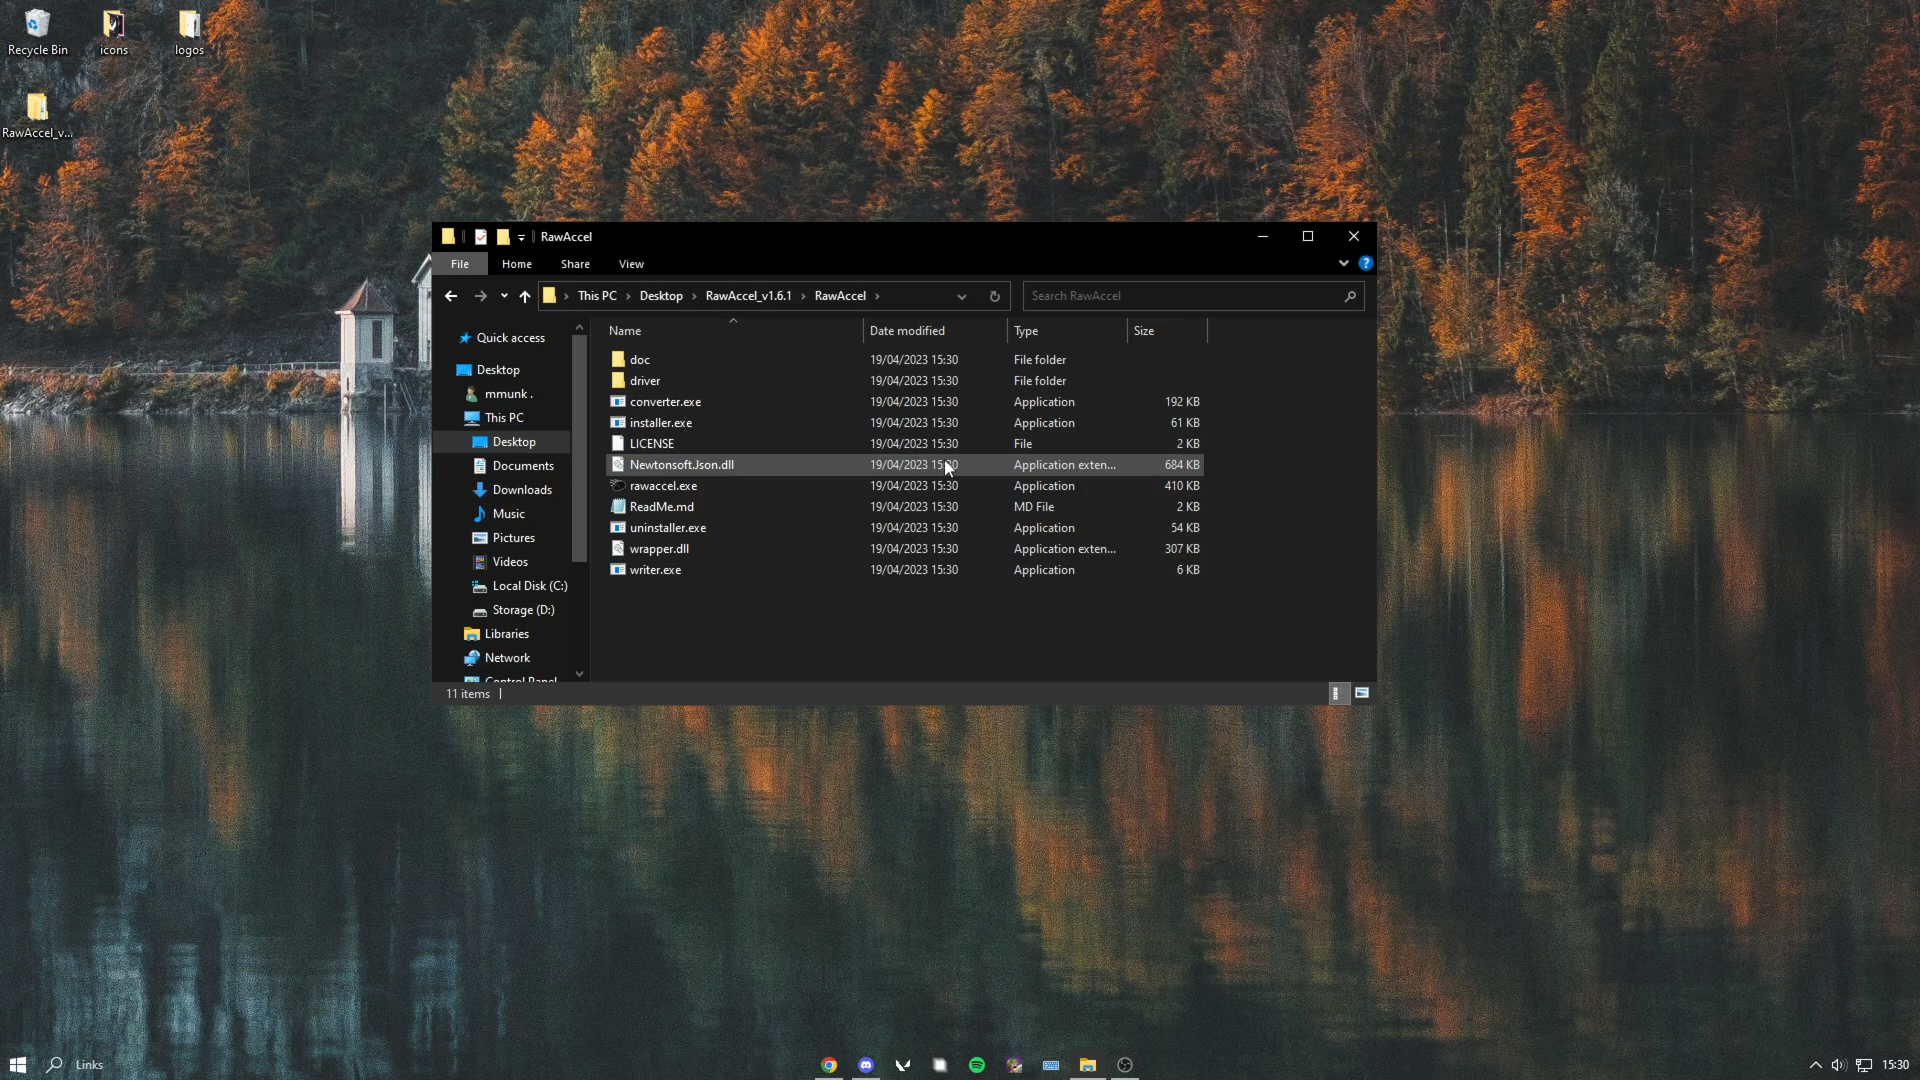 Recycle Bin
icons
logos
RawAccel_v...
RawAccel
File Home Share View
This PC Desktop RawAccel_v1.6.1 RawAccel
Search RawAccel
Name Date modified Type Size
Quick access
Desktop
mmunk .
This PC
Desktop
Documents
Downloads
Music
Pictures
Videos
Local Disk (C:)
Storage (D:)
Libraries
Network
Control Panel
doc 19/04/2023 15:30 File folder
driver 19/04/2023 15:30 File folder
converter.exe 19/04/2023 15:30 Application 192 KB
installer.exe 19/04/2023 15:30 Application 61 KB
LICENSE 19/04/2023 15:30 File 2 KB
Newtonsoft.Json.dll 19/04/2023 15:30 Application exten... 684 KB
rawaccel.exe 19/04/2023 15:30 Application 410 KB
ReadMe.md 19/04/2023 15:30 MD File 2 KB
uninstaller.exe 19/04/2023 15:30 Application 54 KB
wrapper.dll 19/04/2023 15:30 Application exten... 307 KB
writer.exe 19/04/2023 15:30 Application 6 KB
11 items
Links
15:30